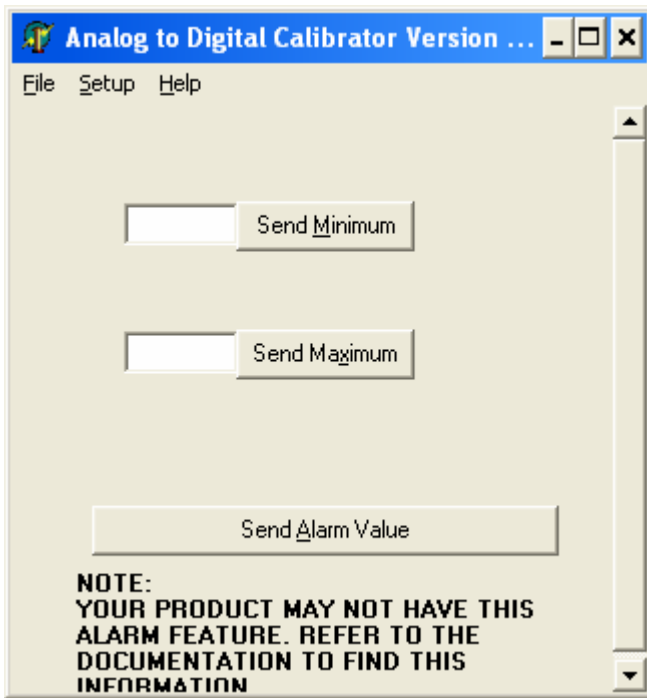 Analog to Digital Calibrator Version ...
File Setup Help
Send Minimum
Send Maximum
Send Alarm Value
NOTE:
YOUR PRODUCT MAY NOT HAVE THIS
ALARM FEATURE. REFER TO THE
DOCUMENTATION TO FIND THIS
INFORMATION